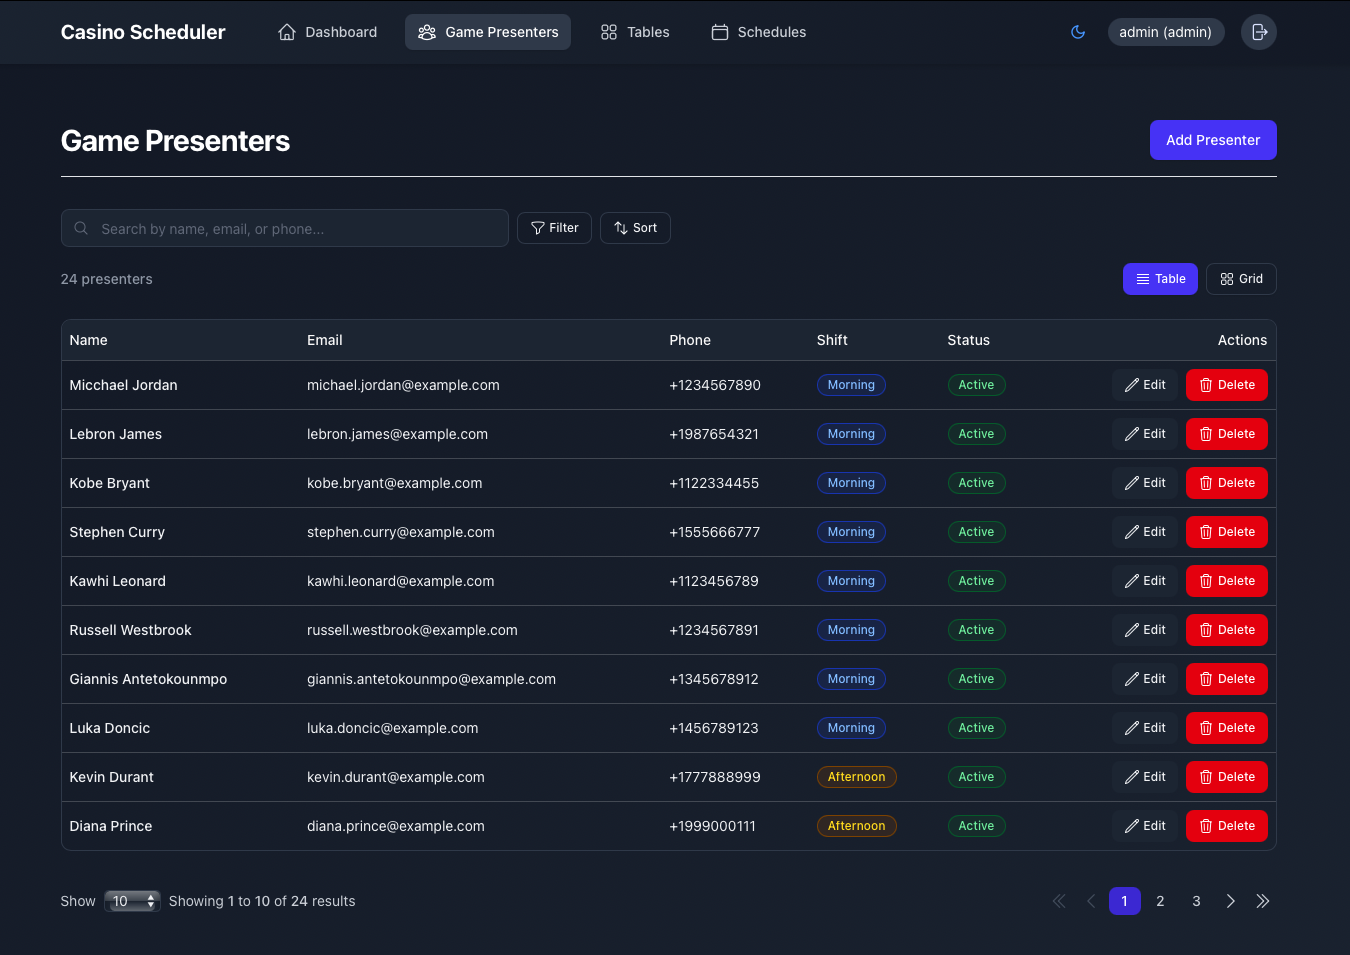 Casino Scheduler Dashboard Game Presenters Tables Schedules admin (admin)
Game Presenters Add Presenter
Search by name, email, or phone... Filter Sort
24 presenters Table Grid
Name Email Phone Shift Status Actions
Micchael Jordan michael.jordan@example.com +1234567890 Morning Active Edit Delete
Lebron James lebron.james@example.com +1987654321 Morning Active Edit Delete
Kobe Bryant kobe.bryant@example.com +1122334455 Morning Active Edit Delete
Stephen Curry stephen.curry@example.com +1555666777 Morning Active Edit Delete
Kawhi Leonard kawhi.leonard@example.com +1123456789 Morning Active Edit Delete
Russell Westbrook russell.westbrook@example.com +1234567891 Morning Active Edit Delete
Giannis Antetokounmpo giannis.antetokounmpo@example.com +1345678912 Morning Active Edit Delete
Luka Doncic luka.doncic@example.com +1456789123 Morning Active Edit Delete
Kevin Durant kevin.durant@example.com +1777888999 Afternoon Active Edit Delete
Diana Prince diana.prince@example.com +1999000111 Afternoon Active Edit Delete
Show 10 Showing 1 to 10 of 24 results 1 2 3